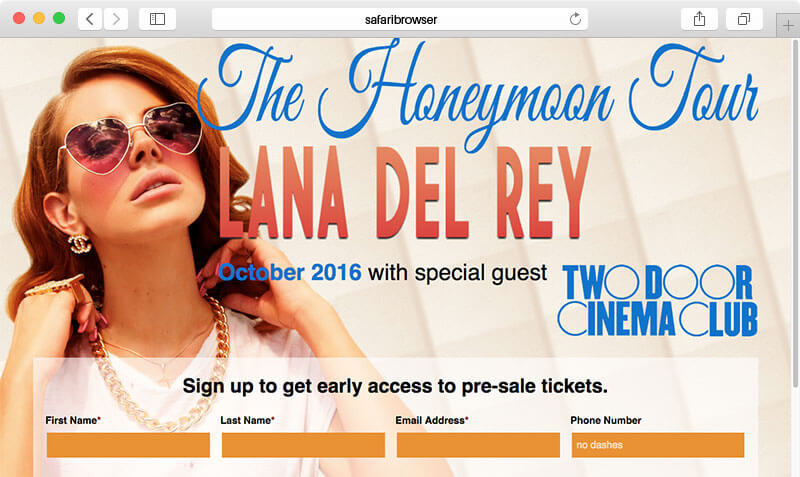 safaribrowser
The Honeymoon Tour
LANA DEL REY
October 2016 with special guest
TWO DOOR
CINEMA CLUB
Sign up to get early access to pre-sale tickets.
First Name* Last Name* Email Address* Phone Number
no dashes